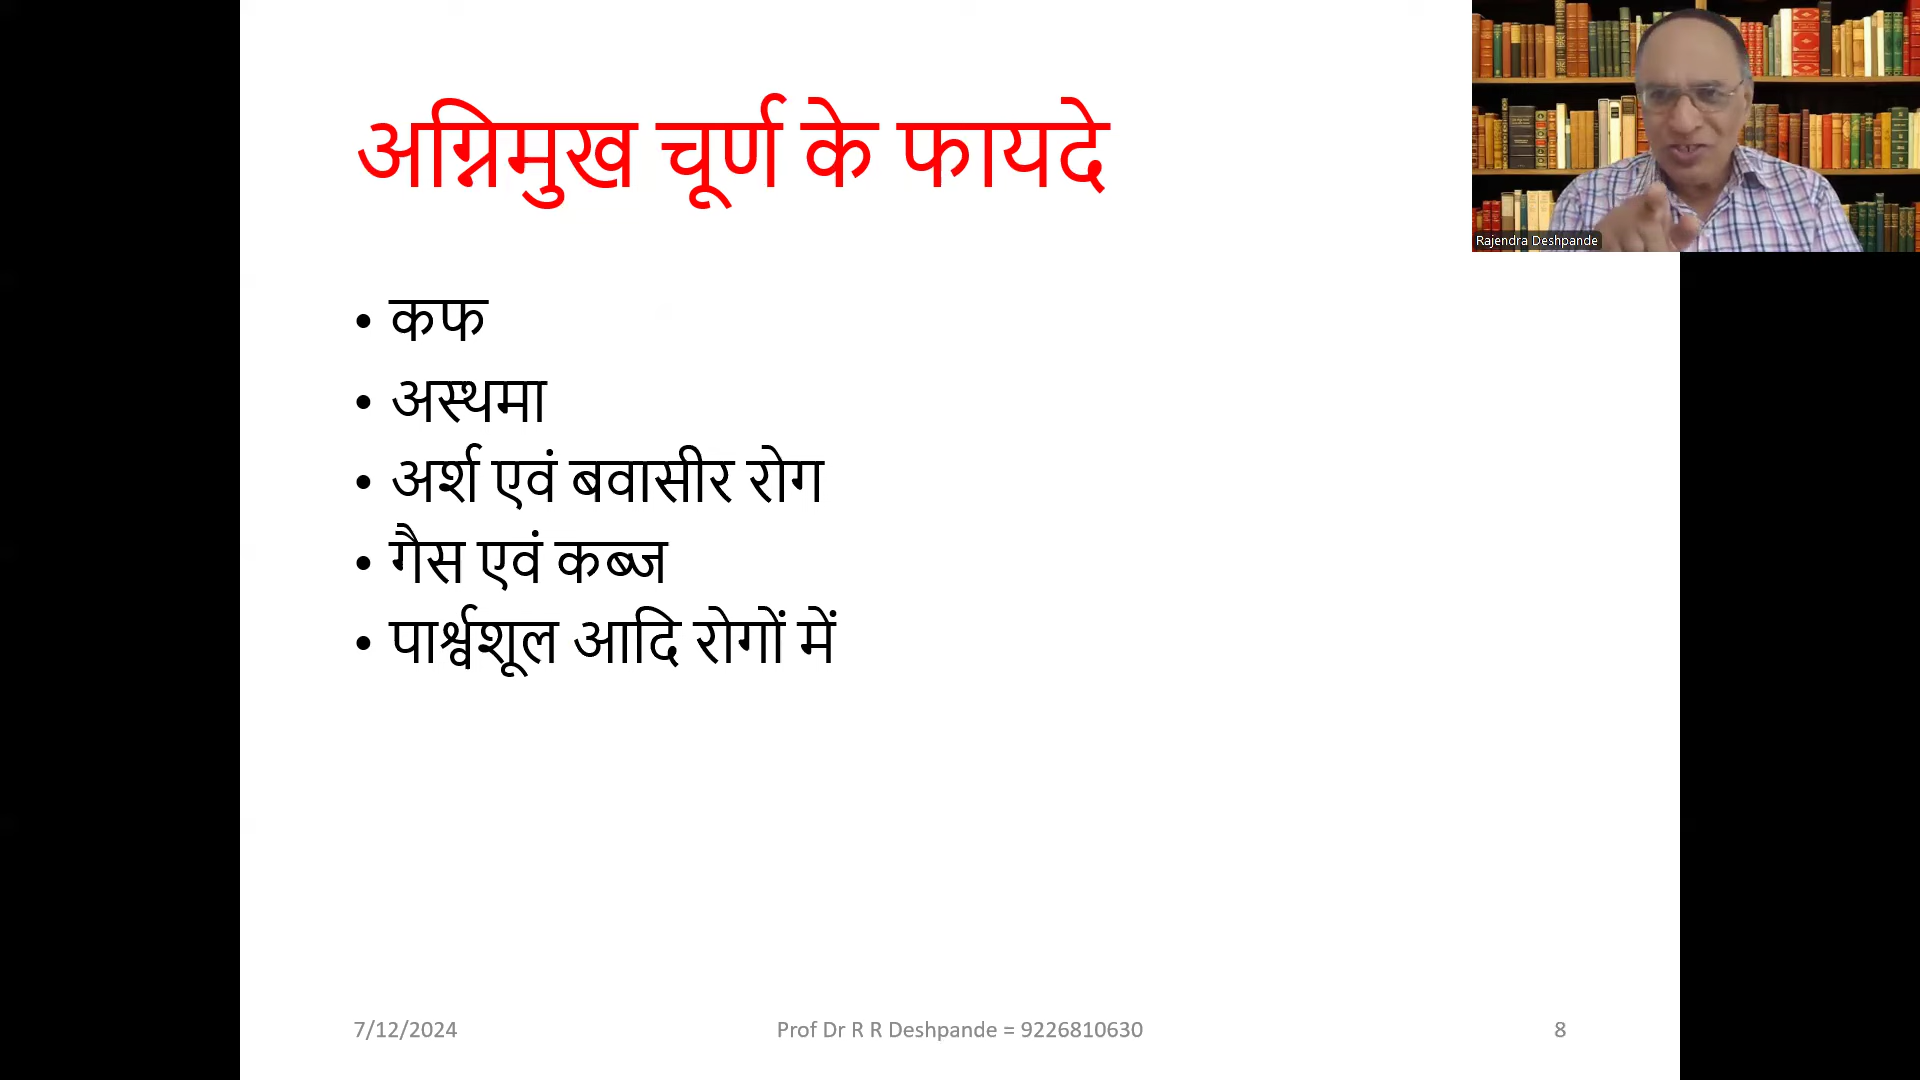 अग्निमुख चूर्ण के फायदे
Rajendra Deshpande
• कफ
• अस्थमा
• अर्श एवं बवासीर रोग
• गैस एवं कब्ज
• पार्श्वशूल आदि रोगों में
7/12/2024
Prof Dr R R Deshpande = 9226810630
8